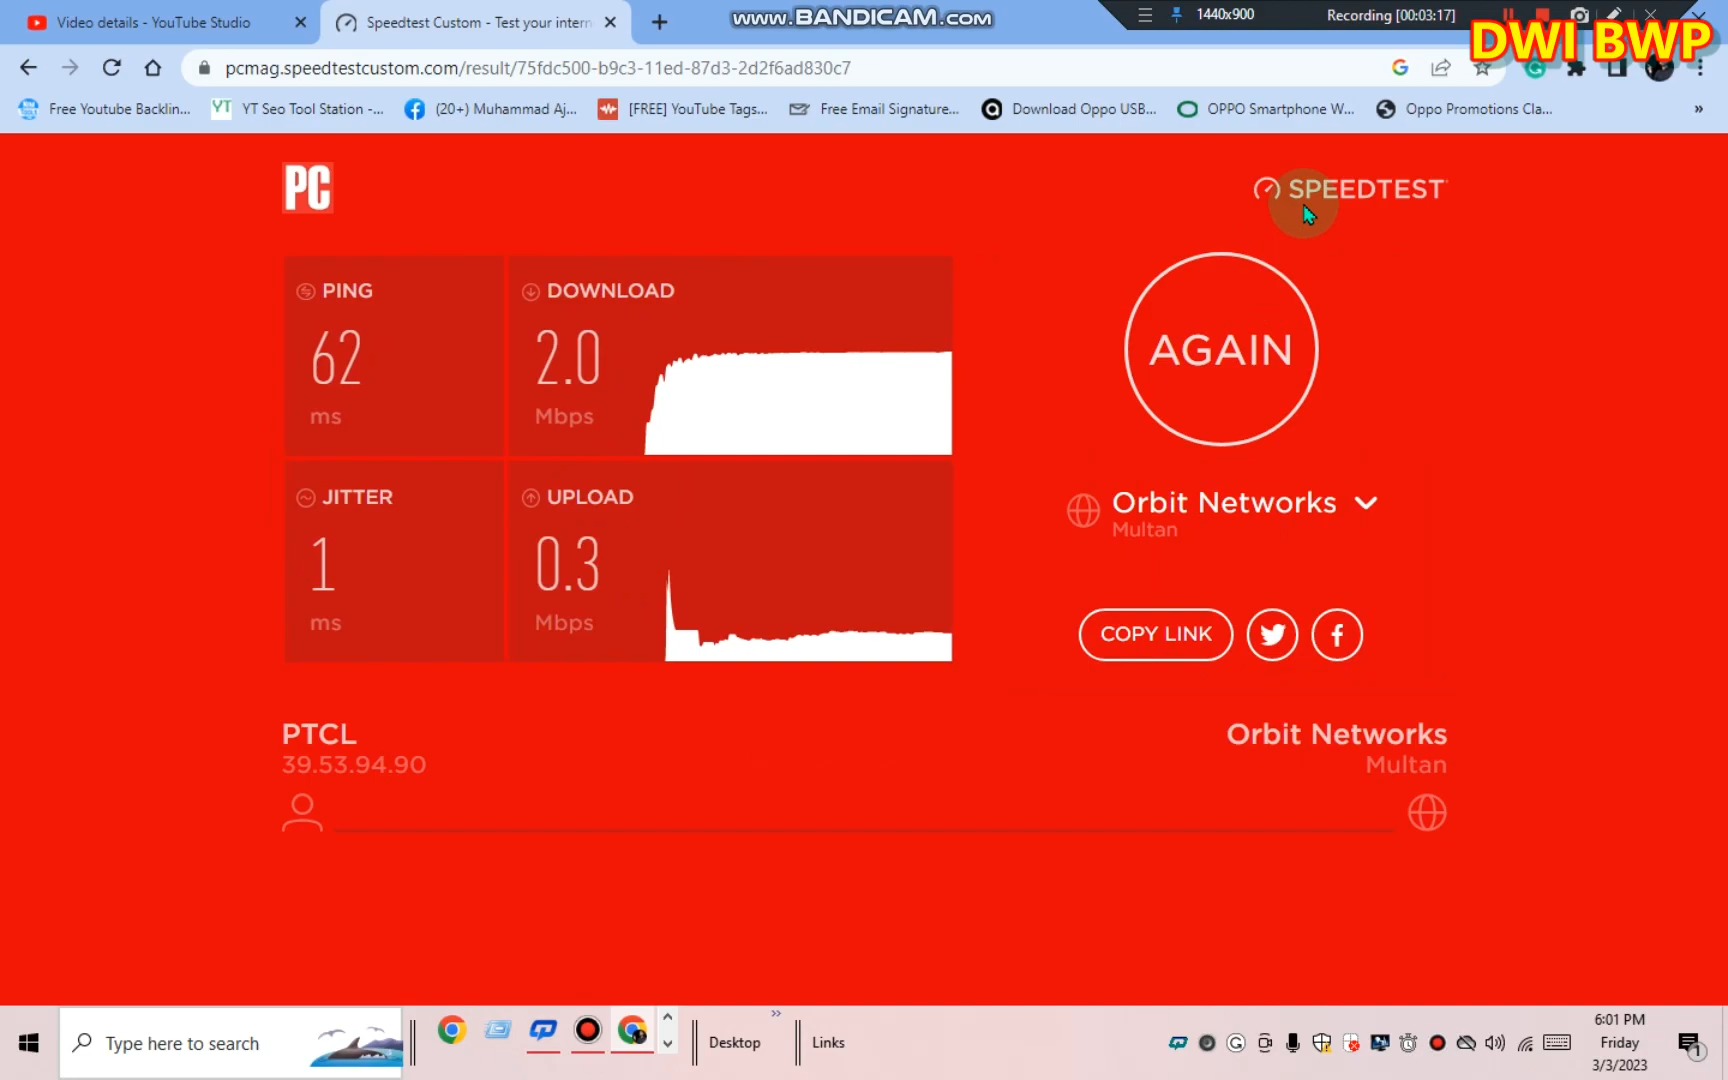 Video details - YouTube Studio
Speedtest Custom - Test your intern
WWW.BANDICAM.COM
1440x900
Recording [00:03:17]
DWI BWP
pcmag.speedtestcustom.com/result/75fdc500-b9c3-11ed-87d3-2d2f6ad830c7
Free Youtube Backlin...
YT
YT Seo Tool Station -...
(20+) Muhammad Aj...
[FREE] YouTube Tags...
Free Email Signature...
Download Oppo USB...
OPPO Smartphone W...
Oppo Promotions Cla...
»
PC
SPEEDTEST
PING
62
ms
DOWNLOAD
2.0
Mbps
AGAIN
JITTER
1
ms
UPLOAD
0.3
Mbps
Orbit Networks
Multan
COPY LINK
PTCL
39.53.94.90
Orbit Networks
Multan
Type here to search
Desktop
»
Links
6:01 PM
Friday
3/3/2023
1